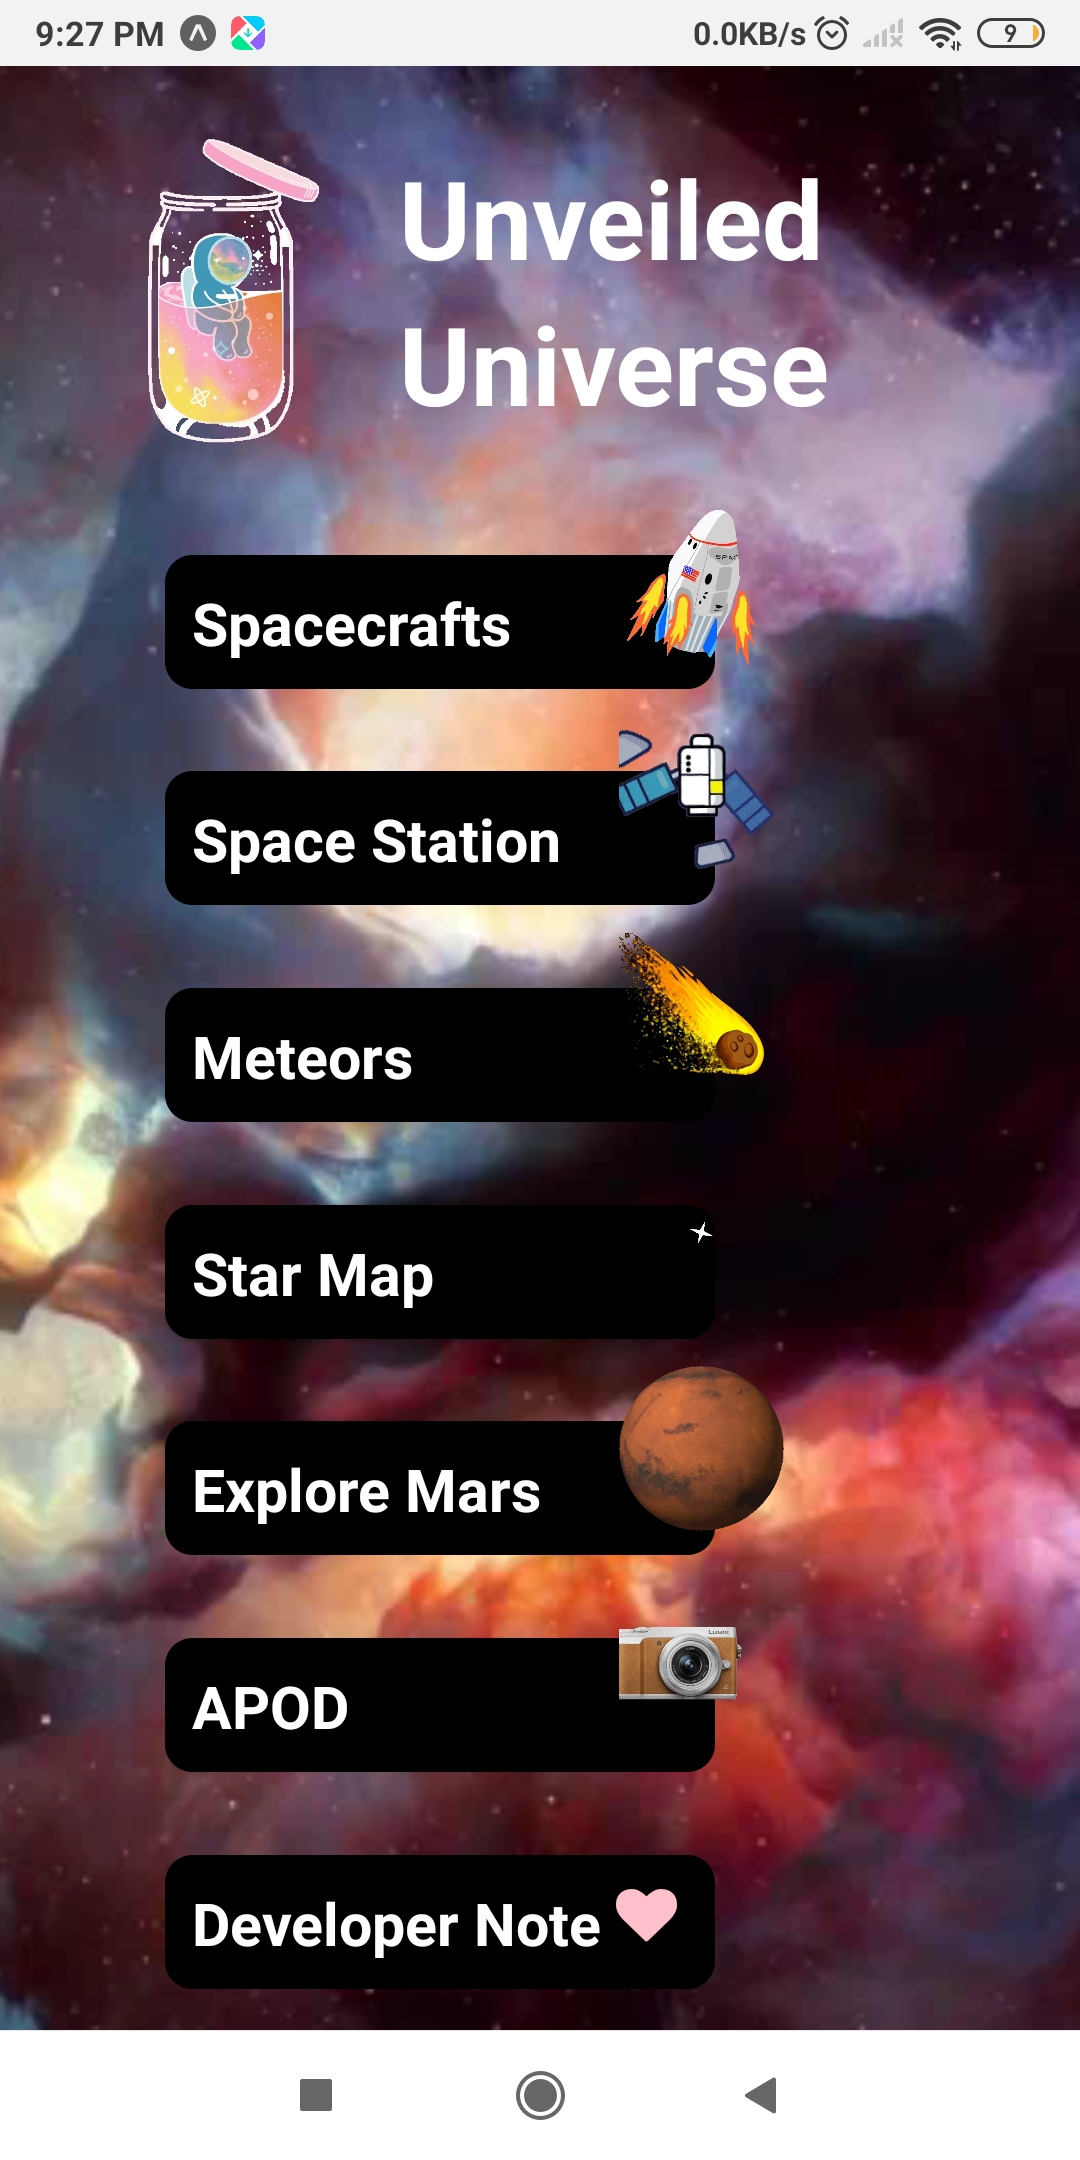 9:27 PM 0.0KB/s 9
Unveiled
Universe
Spacecrafts
Space Station
Meteors
Star Map
Explore Mars
LUMIX
APOD
Developer Note